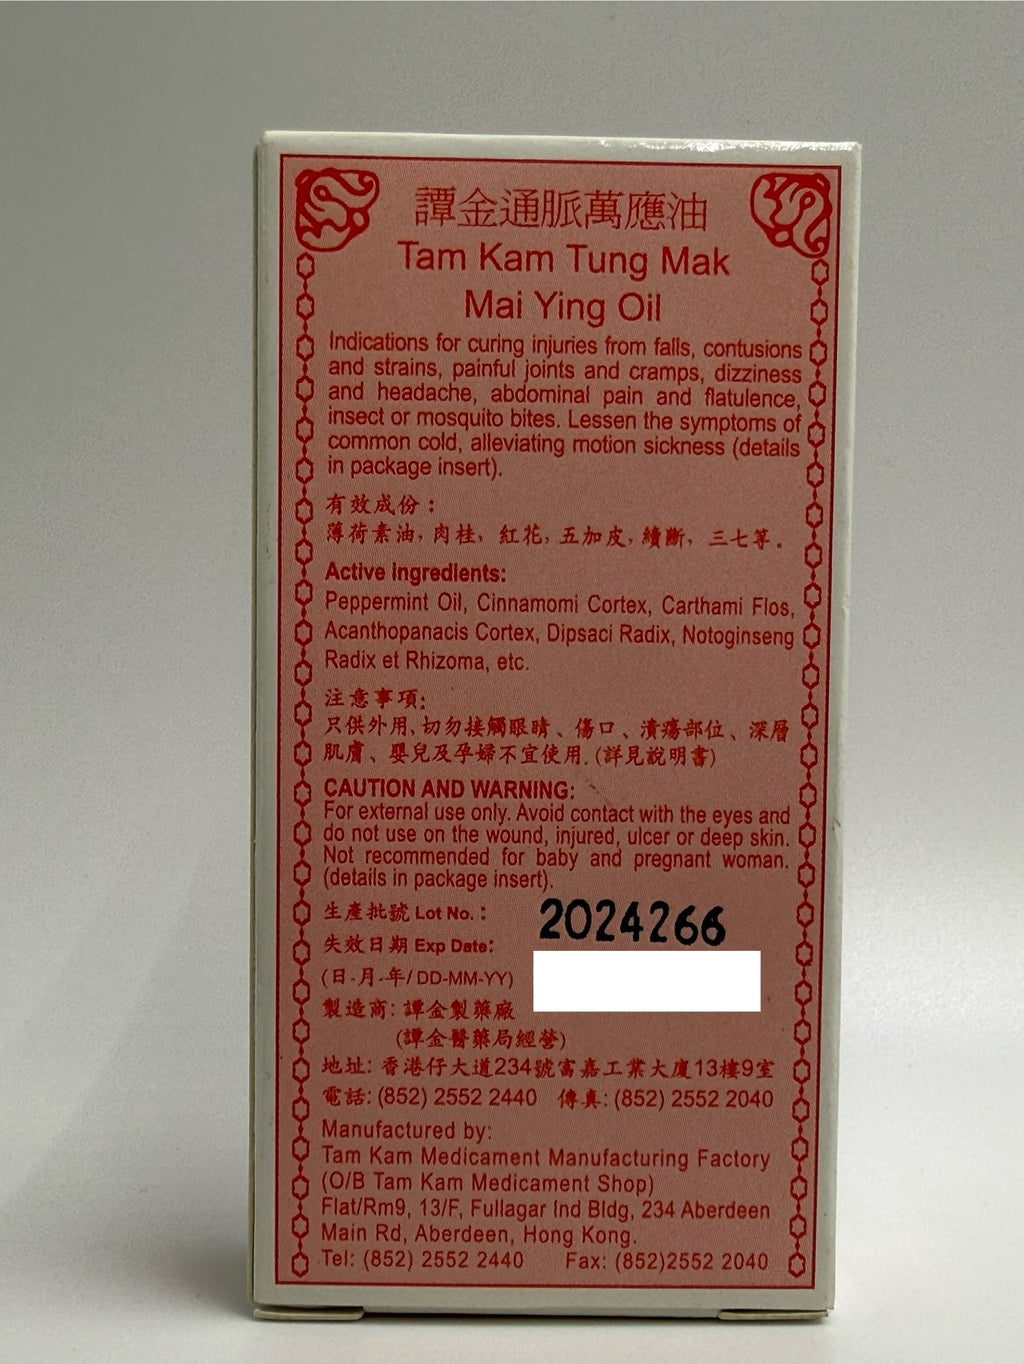 譚金通脈萬應油
Tam Kam Tung Mak
Mai Ying Oil
Indications for curing injuries from falls, contusions
and strains, painful joints and cramps, dizziness
and headache, abdominal pain and flatulence,
insect or mosquito bites. Lessen the symptoms of
common cold, alleviating motion sickness (details
in package insert).
有效成份：
薄荷素油，肉桂，紅花，五加皮，續斷，三七等。
Active ingredients:
Peppermint Oil, Cinnamomi Cortex, Carthami Flos,
Acanthopanacis Cortex, Dipsaci Radix, Notoginseng
Radix et Rhizoma, etc.
注意事項：
只供外用，切勿接觸眼睛、傷口、潰瘍部位、深層
肌膚、嬰兒及孕婦不宜使用。(詳見說明書)
CAUTION AND WARNING:
For external use only. Avoid contact with the eyes and
do not use on the wound, injured, ulcer or deep skin.
Not recommended for baby and pregnant woman.
(details in package insert).
生產批號 Lot No.： 2024266
失效日期 Exp Date:
(日-月-年/ DD-MM-YY)
製造商: 譚金製藥廠
(譚金醫藥局經營)
地址: 香港仔大道234號富嘉工業大廈13樓9室
電話: (852) 2552 2440 傳真: (852) 2552 2040
Manufactured by:
Tam Kam Medicament Manufacturing Factory
(O/B Tam Kam Medicament Shop)
Flat/Rm9, 13/F, Fullagar Ind Bldg, 234 Aberdeen
Main Rd, Aberdeen, Hong Kong.
Tel: (852) 2552 2440 Fax: (852)2552 2040